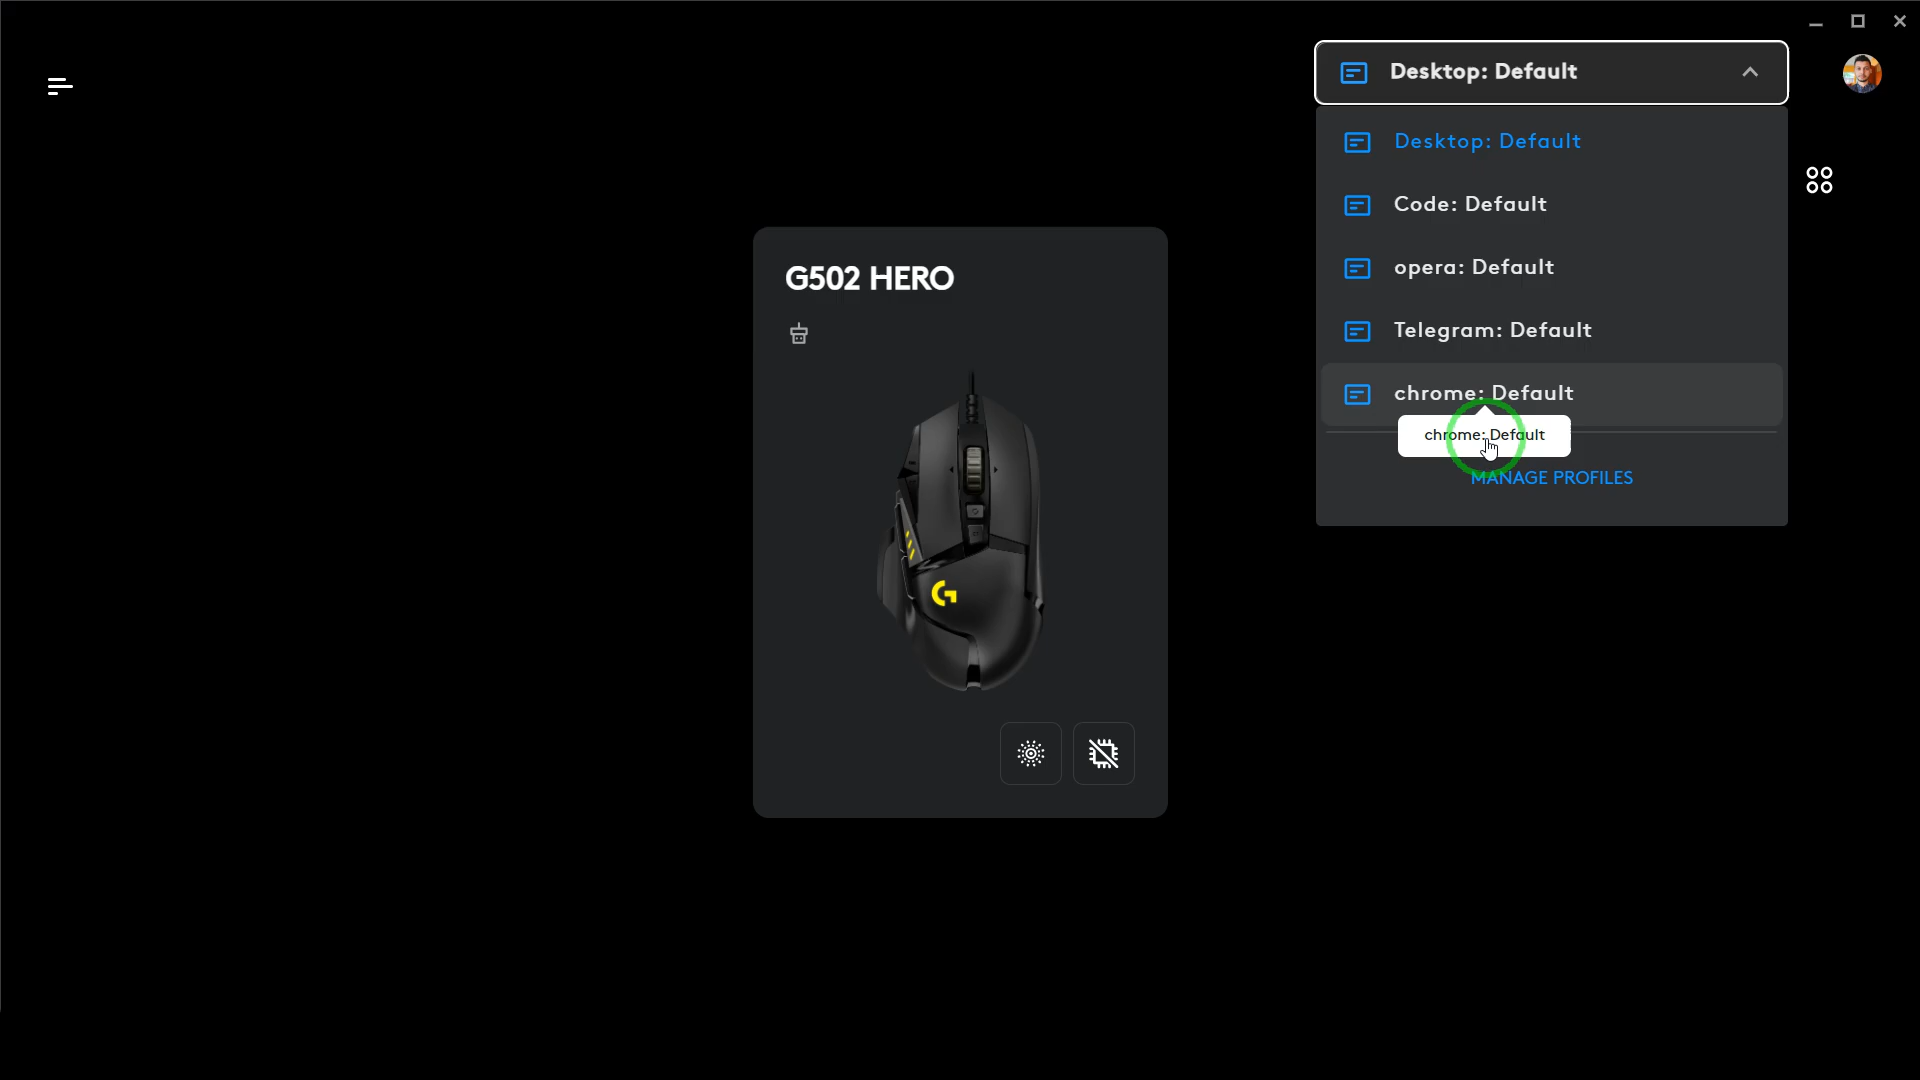 Desktop: Default
Desktop: Default
Code: Default
opera: Default
Telegram: Default
chrome: Default
chrome: Default
MANAGE PROFILES
G502 HERO